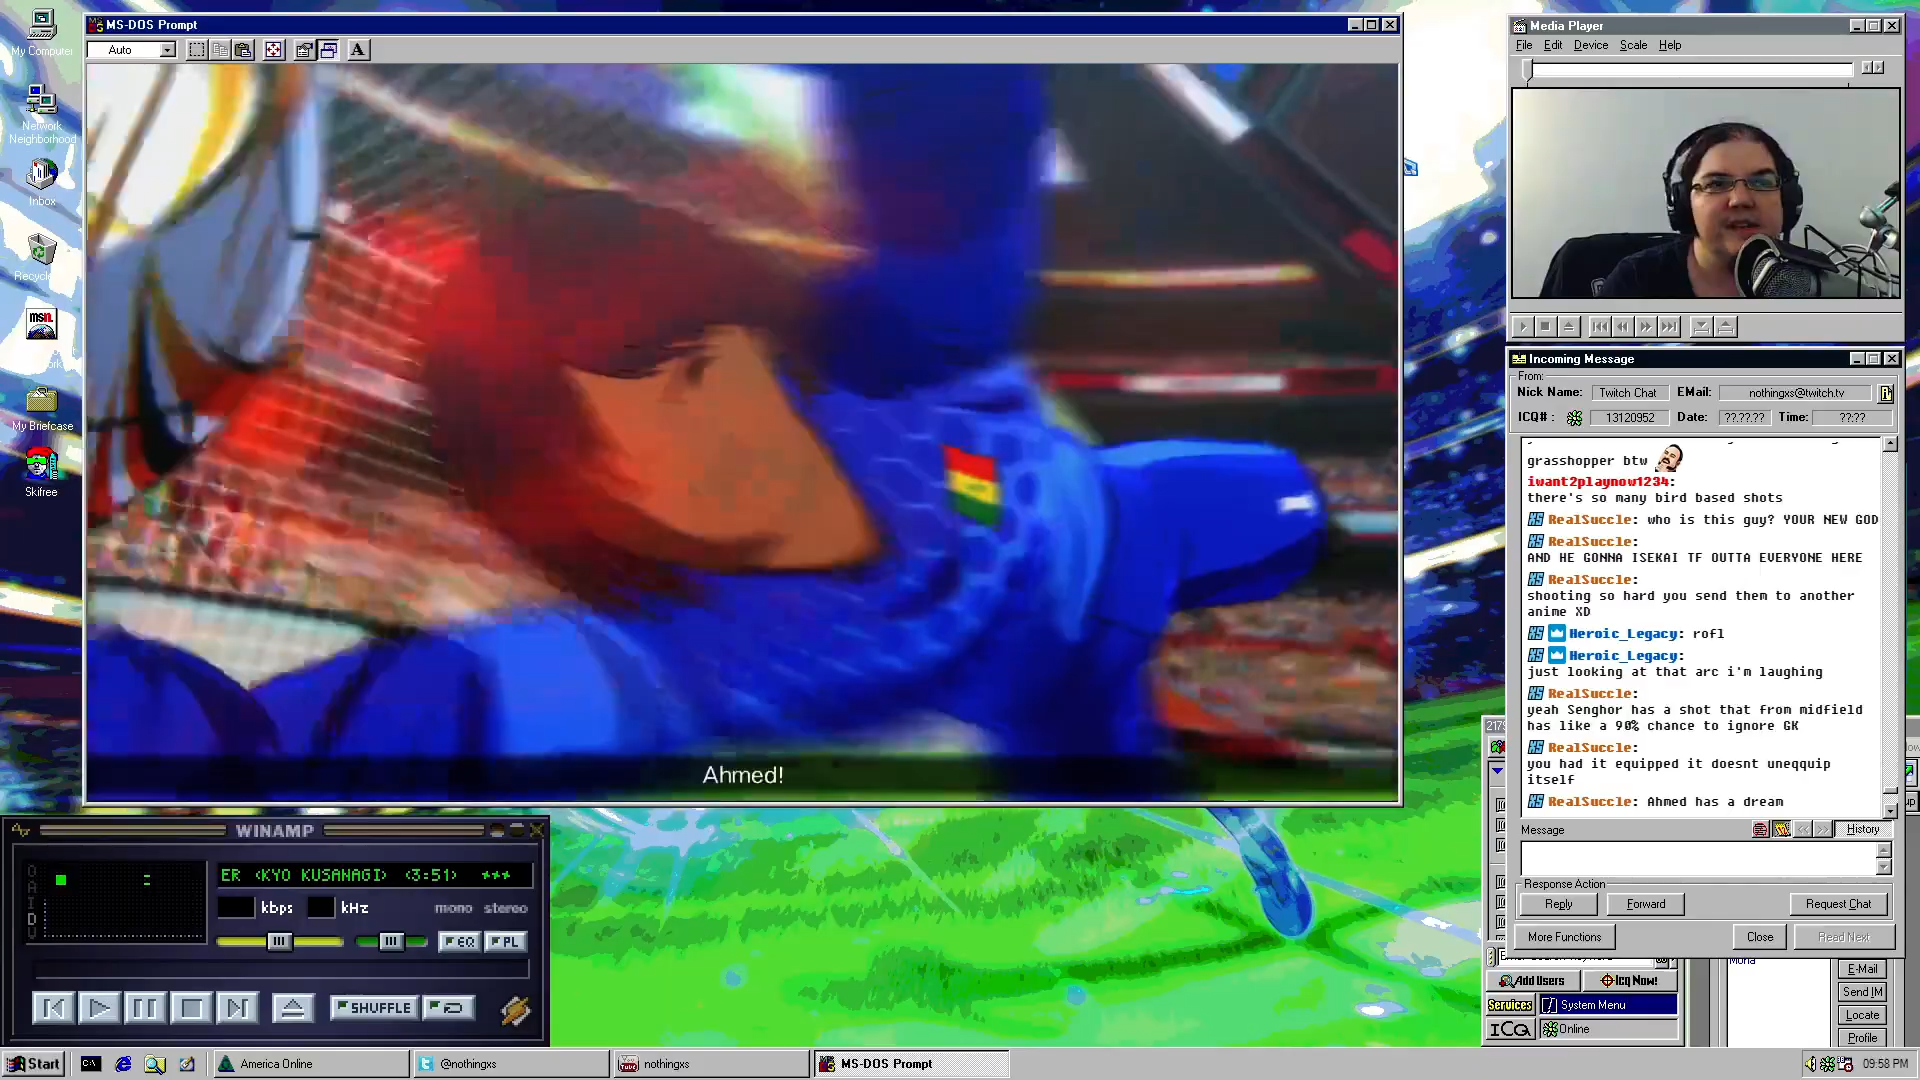 My Computer
Network
Neighborhood
Inbox
msn
My Briefcase
Skifree
MS-DOS Prompt
Auto
A
Ahmed!
Media Player
File Edit Device Scale Help
Incoming Message
From:
Nick Name: Twitch Chat EMail: nothingxs@twitch.tv
ICQ# : 13120952 Date: ??.??.?? Time: ??:??
grasshopper btw
iwant2playnow1234:
there's so many bird based shots
RealSuccle: who is this guy? YOUR NEW GOD
RealSuccle:
AND HE GONNA ISEKAI TF OUTTA EVERYONE HERE
RealSuccle:
shooting so hard you send them to another
anime XD
Heroic_Legacy: rofl
Heroic_Legacy:
just looking at that arc i'm laughing
RealSuccle:
yeah Senghor has a shot that from midfield
has like a 90% chance to ignore GK
RealSuccle:
you had it equipped it doesnt uneqquip
itself
RealSuccle: Ahmed has a dream
Message
History
Response Action
Reply Forward Request Chat
More Functions Close Read Next
Add Users Icq Now!
Services System Menu
ICQ Online
E-Mail
Send IM
Locate
Profile
WINAMP
ER <KYO KUSANAGI> <3:51> +++
kbps kHz mono stereo
EQ PL
SHUFFLE
Start America Online @nothingxs nothingxs MS-DOS Prompt 09:58 PM